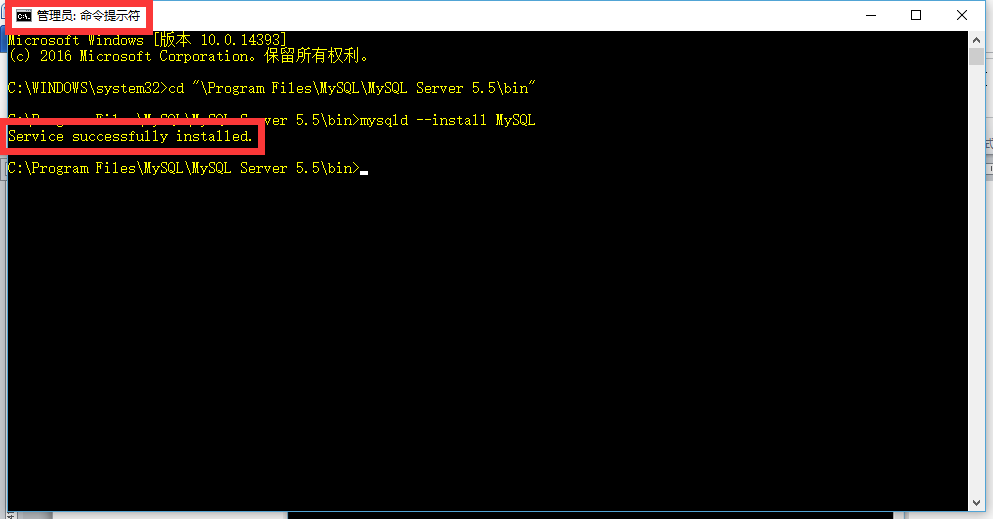 管理员: 命令提示符
Microsoft Windows [版本 10.0.14393]
(c) 2016 Microsoft Corporation。保留所有权利。
C:\WINDOWS\system32>cd "\Program Files\MySQL\MySQL Server 5.5\bin"
C:\Program Files\MySQL\MySQL Server 5.5\bin>mysqld --install MySQL
Service successfully installed.
C:\Program Files\MySQL\MySQL Server 5.5\bin>